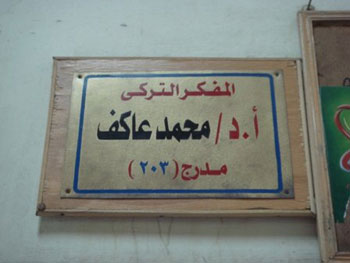 المفكر التركى
أ.د/ محمد عاكف
مدرج (٢٠٣)